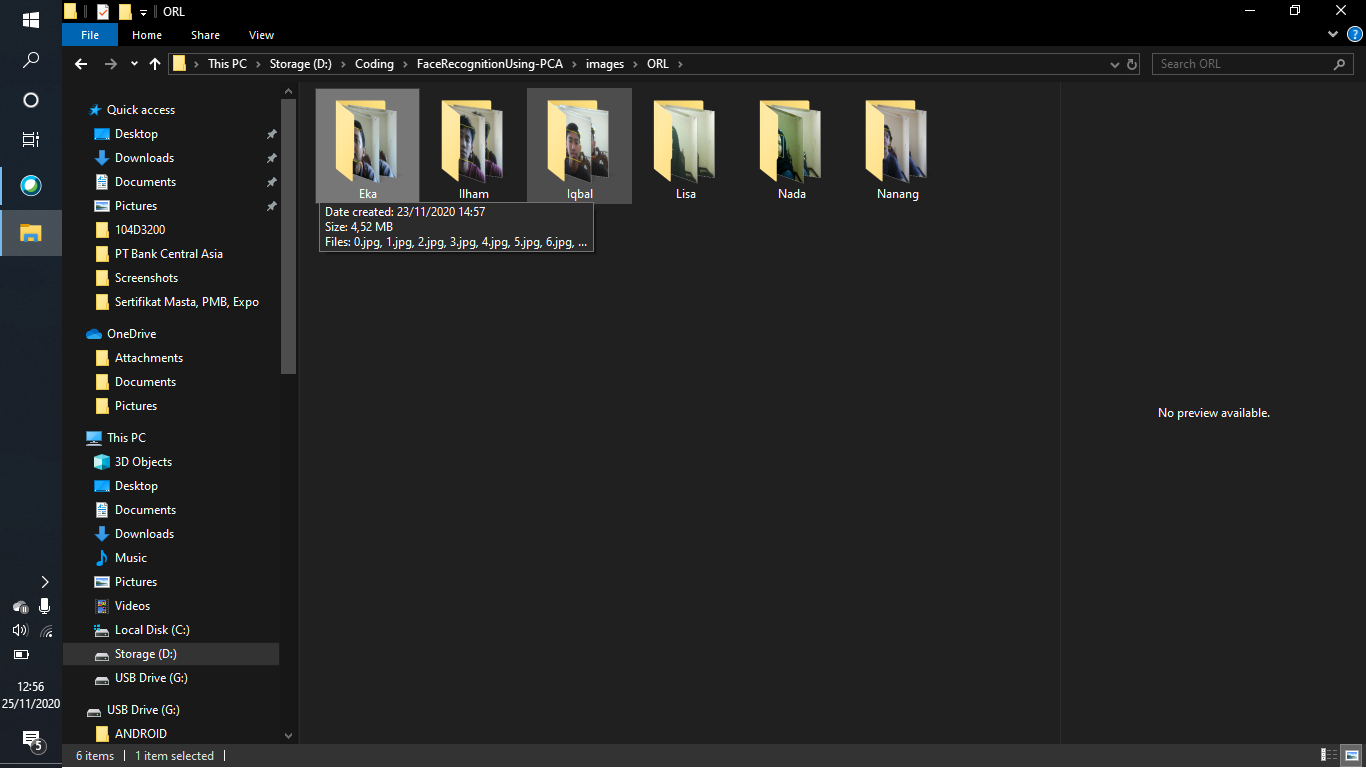 ORL
File Home Share View
This PC Storage (D:) Coding FaceRecognitionUsing-PCA images ORL
Search ORL
Quick access
Desktop
Downloads
Documents
Pictures
104D3200
PT Bank Central Asia
Screenshots
Sertifikat Masta, PMB, Expo
OneDrive
Attachments
Documents
Pictures
This PC
3D Objects
Desktop
Documents
Downloads
Music
Pictures
Videos
Local Disk (C:)
Storage (D:)
USB Drive (G:)
USB Drive (G:)
ANDROID
Eka Ilham Iqbal Lisa Nada Nanang
Date created: 23/11/2020 14:57
Size: 4,52 MB
Files: 0.jpg, 1.jpg, 2.jpg, 3.jpg, 4.jpg, 5.jpg, 6.jpg, ...
No preview available.
6 items 1 item selected
12:56
25/11/2020
5